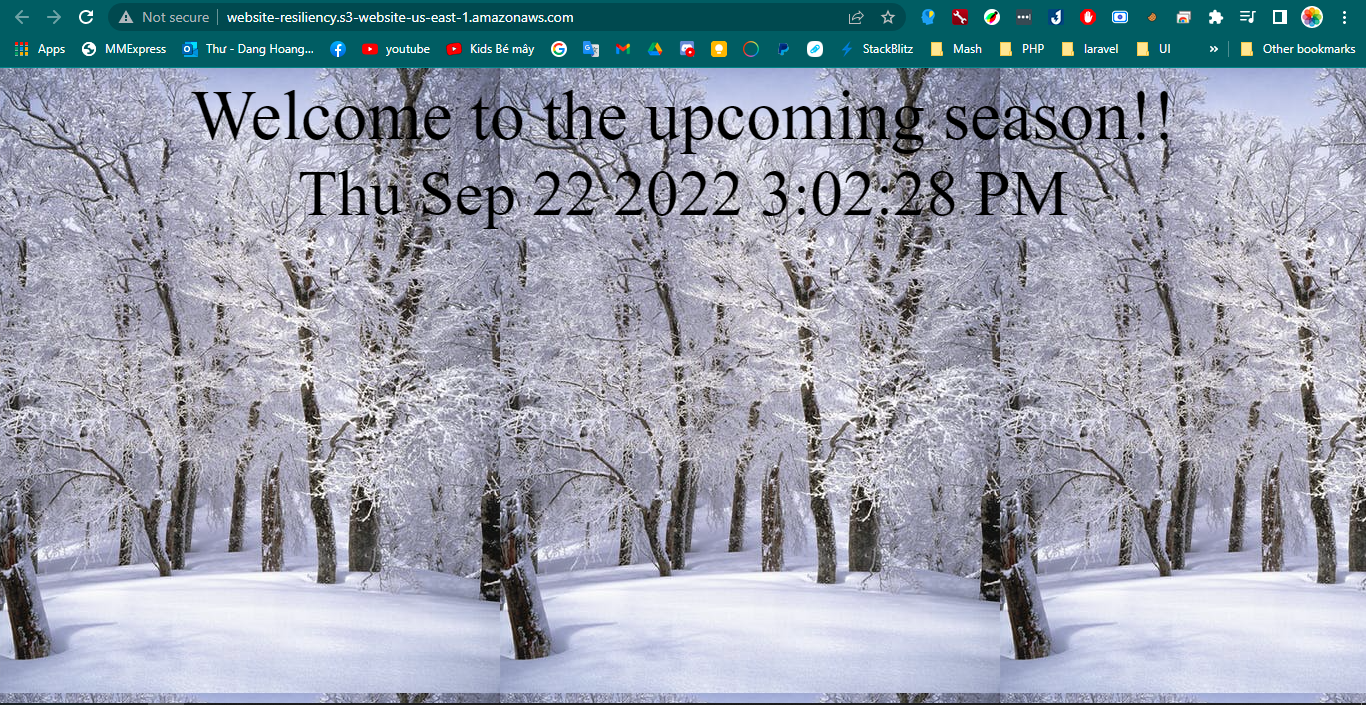 Not secure website-resiliency.s3-website-us-east-1.amazonaws.com
Apps MMExpress Thư - Dang Hoang... youtube Kids Bé mây StackBlitz Mash PHP laravel UI » Other bookmarks
Welcome to the upcoming season!!
Thu Sep 22 2022 3:02:28 PM